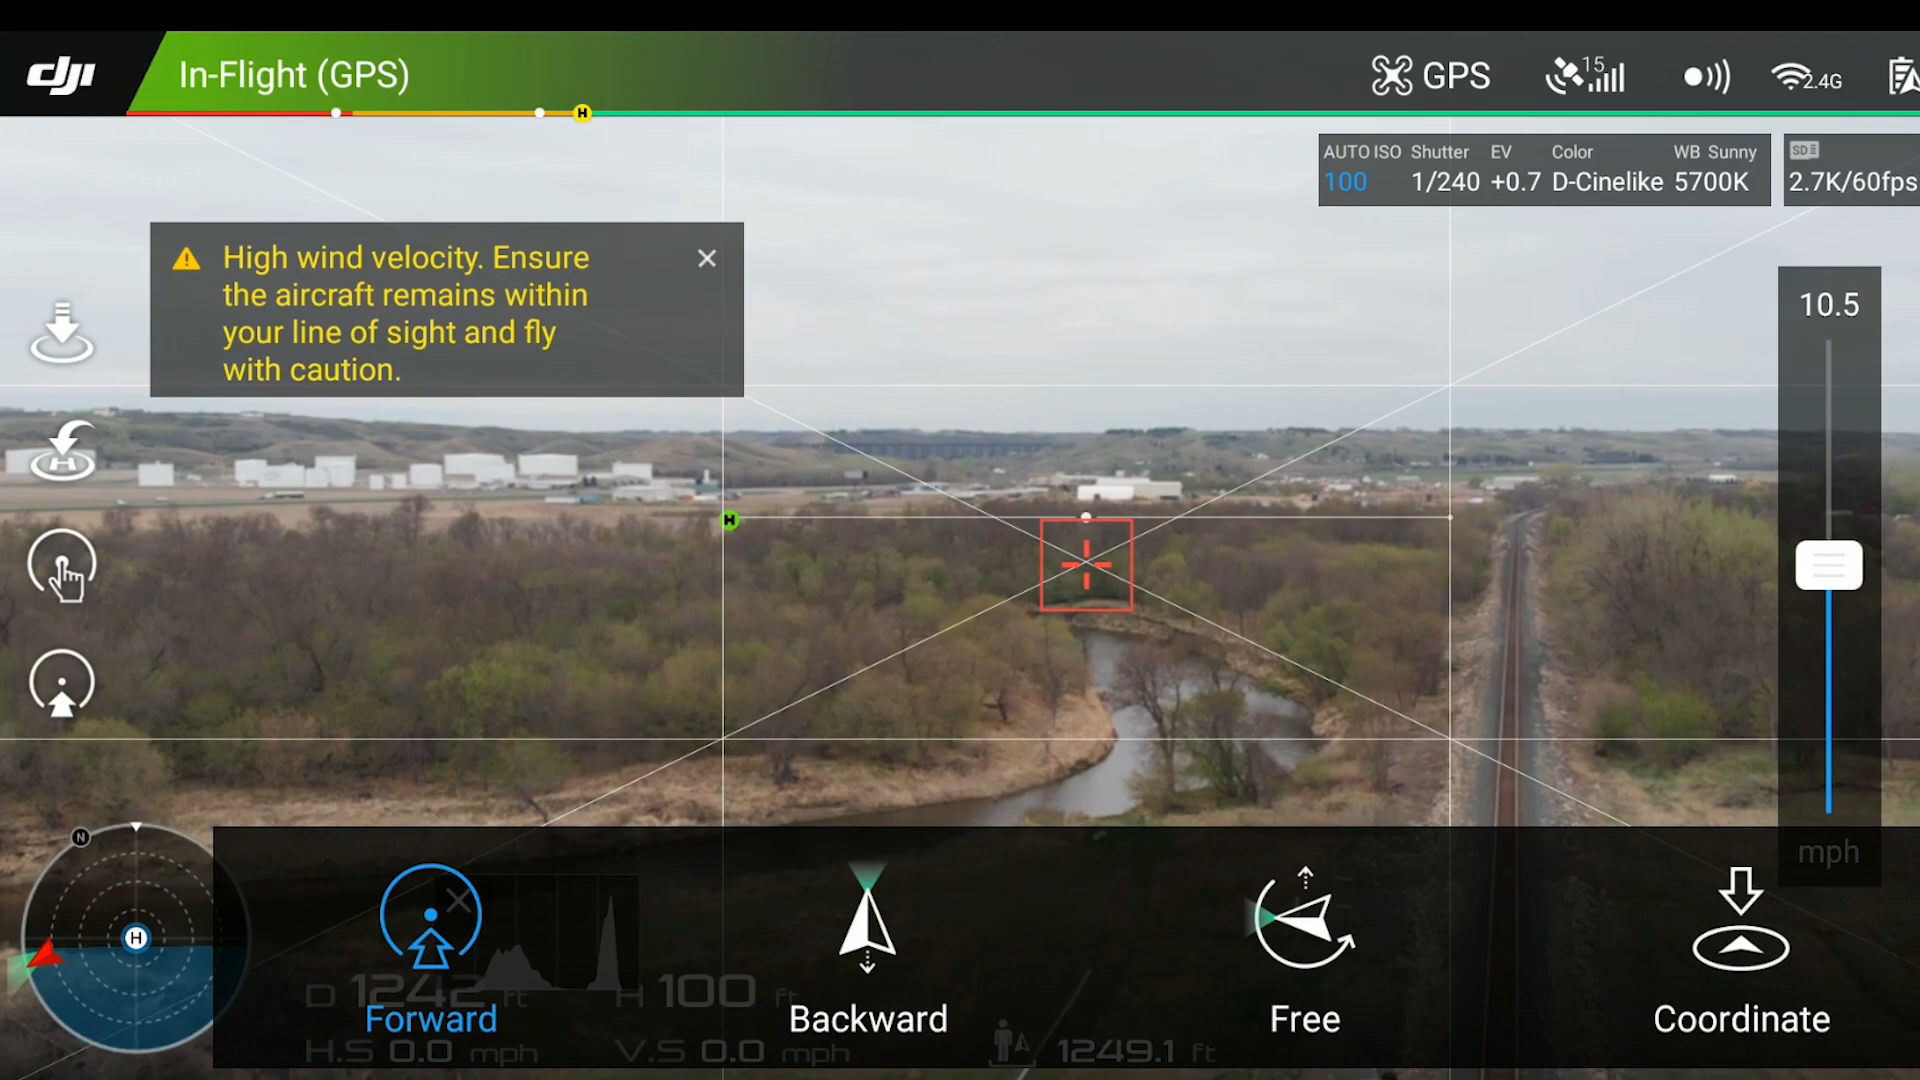 dji In-Flight (GPS) GPS 15 2.4G
H
AUTO ISO Shutter EV Color WB Sunny SD
100 1/240 +0.7 D-Cinelike 5700K 2.7K/60fps
High wind velocity. Ensure
the aircraft remains within
your line of sight and fly
with caution.
10.5
H
H
mph
N
H
D 1242 ft H 100 ft
Forward Backward Free Coordinate
H.S 0.0 mph V.S 0.0 mph 1249.1 ft